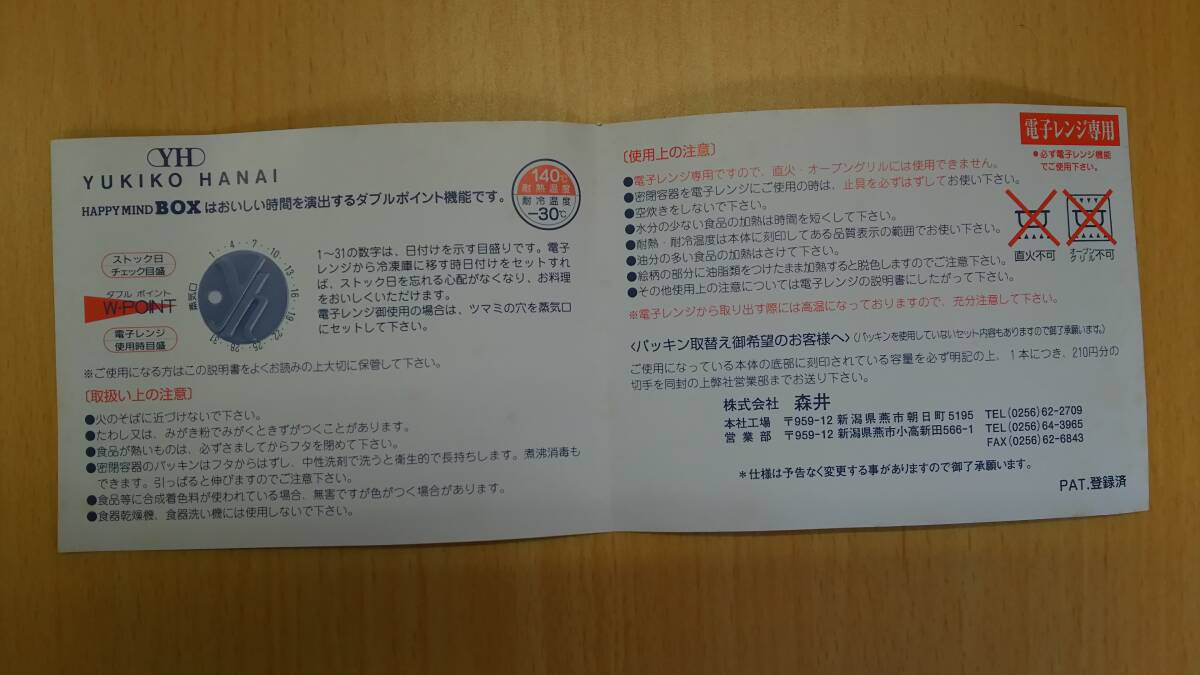 YH
YUKIKO HANAI
HAPPY MIND BOX はおいしい時間を演出するダブルポイント機能です。
140℃
耐熱温度
耐冷温度
−30℃
ストック日
チェック目盛
ダブル ポイント
W·POINT
電子レンジ
使用時目盛
蒸気口
1・・4・・7・・10・・13・・16・・19・・22・・25・・28・・31
1〜31の数字は、日付けを示す目盛りです。電子
レンジから冷凍庫に移す時日付けをセットすれ
ば、ストック日を忘れる心配がなくなり、お料理
をおいしくいただけます。
電子レンジ御使用の場合は、ツマミの穴を蒸気口
にセットして下さい。
※ご使用になる方はこの説明書をよくお読みの上大切に保管して下さい。
〔取扱い上の注意〕
●火のそばに近づけないで下さい。
●たわし又は、みがき粉でみがくときずがつくことがあります。
●食品が熱いものは、必ずさましてからフタを閉めて下さい。
●密閉容器のパッキンはフタからはずし、中性洗剤で洗うと衛生的で長持ちします。煮沸消毒も
できます。引っぱると伸びますのでご注意下さい。
●食品等に合成着色料が使われている場合、無害ですが色がつく場合があります。
●食器乾燥機、食器洗い機には使用しないで下さい。
〔使用上の注意〕
●電子レンジ専用ですので、直火・オーブングリルには使用できません。
●密閉容器を電子レンジにご使用の時は、止具を必ずはずしてお使い下さい。
●空炊きをしないで下さい。
●水分の少ない食品の加熱は時間を短くして下さい。
●耐熱・耐冷温度は本体に刻印してある品質表示の範囲でお使い下さい。
●油分の多い食品の加熱はさけて下さい。
●絵柄の部分に油脂類をつけたまま加熱すると脱色しますのでご注意下さい。
●その他使用上の注意については電子レンジの説明書にしたがって下さい。
※電子レンジから取り出す際には高温になっておりますので、充分注意して下さい。
電子レンジ専用
●必ず電子レンジ機能
でご使用下さい。
直火不可
オーブン グリル不可
〈パッキン取替え御希望のお客様へ〉(パッキンを使用していないセット内容もありますので御了承願います。)
ご使用になっている本体の底部に刻印されている容量を必ず明記の上、1本につき、210円分の
切手を同封の上弊社営業部までお送り下さい。
株式会社 森井
本社工場 〒959-12 新潟県燕市朝日町5195 TEL(0256)62-2709
営業部 〒959-12 新潟県燕市小高新田566-1 TEL(0256)64-3965
FAX(0256)62-6843
＊仕様は予告なく変更する事がありますので御了承願います。
PAT.登録済